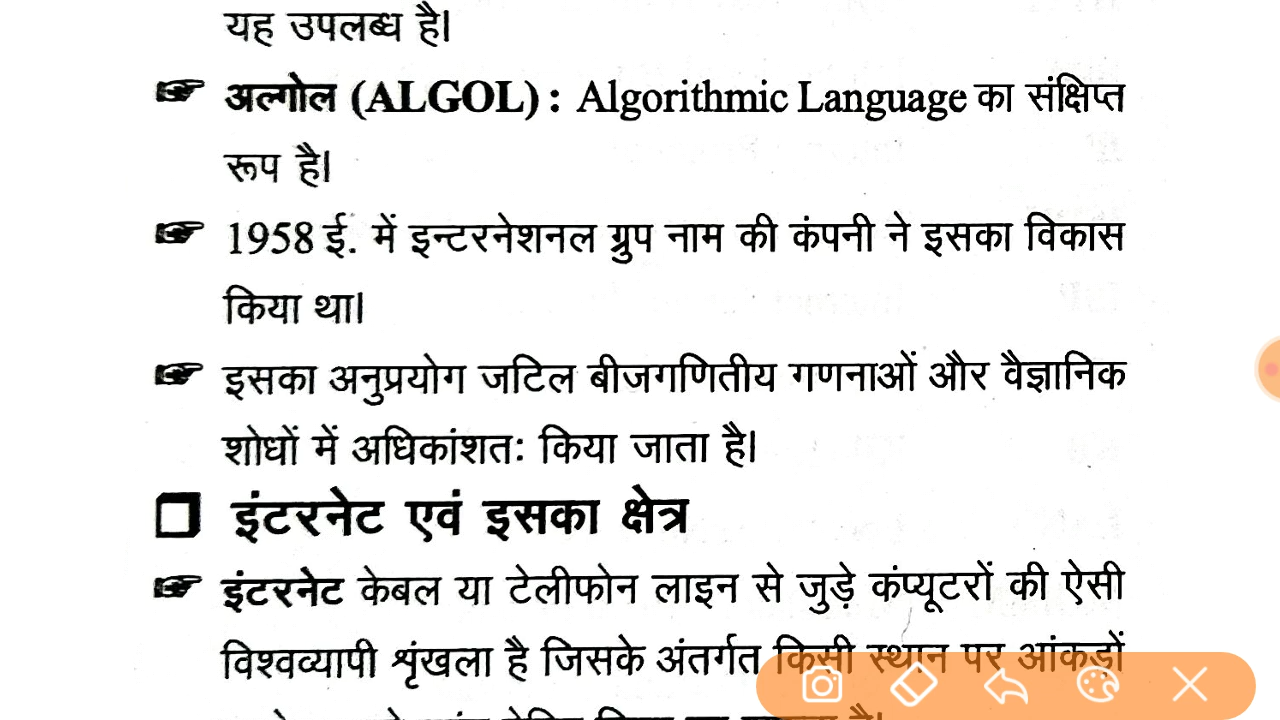 यह उपलब्ध है।
☞ अल्गोल (ALGOL) : Algorithmic Language का संक्षिप्त
रूप है।
☞ 1958 ई. में इन्टरनेशनल ग्रुप नाम की कंपनी ने इसका विकास
किया था।
☞ इसका अनुप्रयोग जटिल बीजगणितीय गणनाओं और वैज्ञानिक
शोधों में अधिकांशतः किया जाता है।
❑ इंटरनेट एवं इसका क्षेत्र
☞ इंटरनेट केबल या टेलीफोन लाइन से जुड़े कंप्यूटरों की ऐसी
विश्वव्यापी शृंखला है जिसके अंतर्गत किसी स्थान पर आंकड़ों
है।